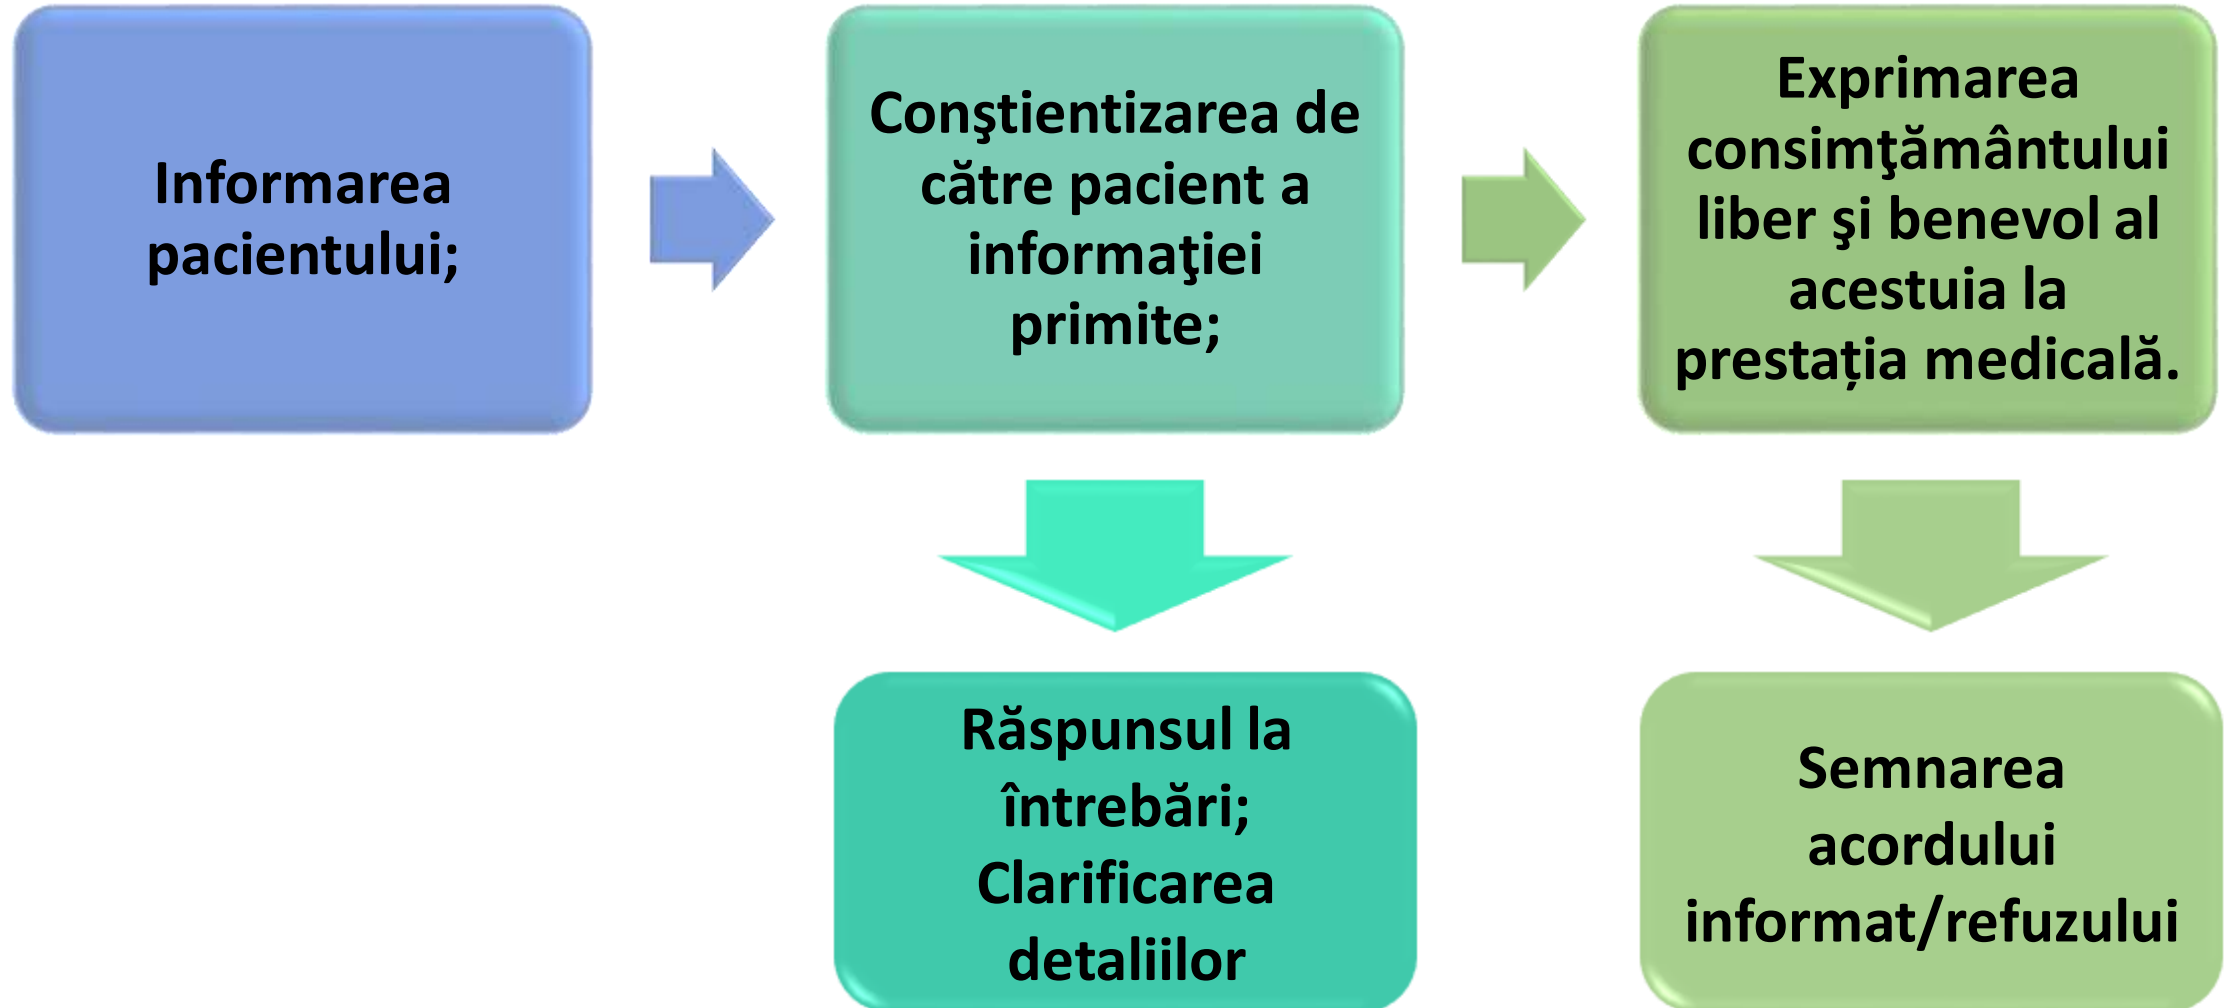 Informarea
pacientului;
Conştientizarea de
către pacient a
informaţiei
primite;
Exprimarea
consimţământului
liber şi benevol al
acestuia la
prestația medicală.
Răspunsul la
întrebări;
Clarificarea
detaliilor
Semnarea
acordului
informat/refuzului